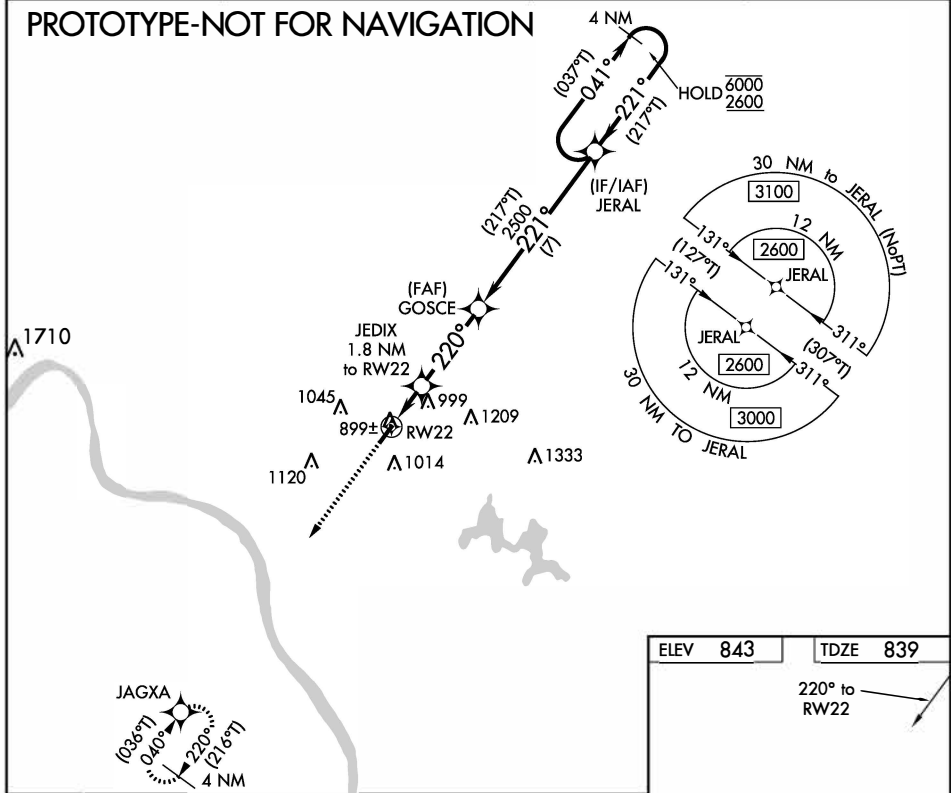 PROTOTYPE-NOT FOR NAVIGATION
4 NM
(037°T)
041°
221°
(217°T)
HOLD 6000
2600
(IF/IAF)
JERAL
(217°T)
2500
221°
(7)
30 NM to JERAL (NoPT)
3100
12 NM
2600
131°
(127°T)
JERAL
311°
(307°T)
131°
JERAL
2600
311°
12 NM
3000
30 NM TO JERAL
(FAF)
GOSCE
220°
JEDIX
1.8 NM
to RW22
1710
1045
999
899±
RW22
1209
1120
1014
1333
JAGXA
(036°T)
040°
220°
(216°T)
4 NM
ELEV 843
TDZE 839
220° to
RW22